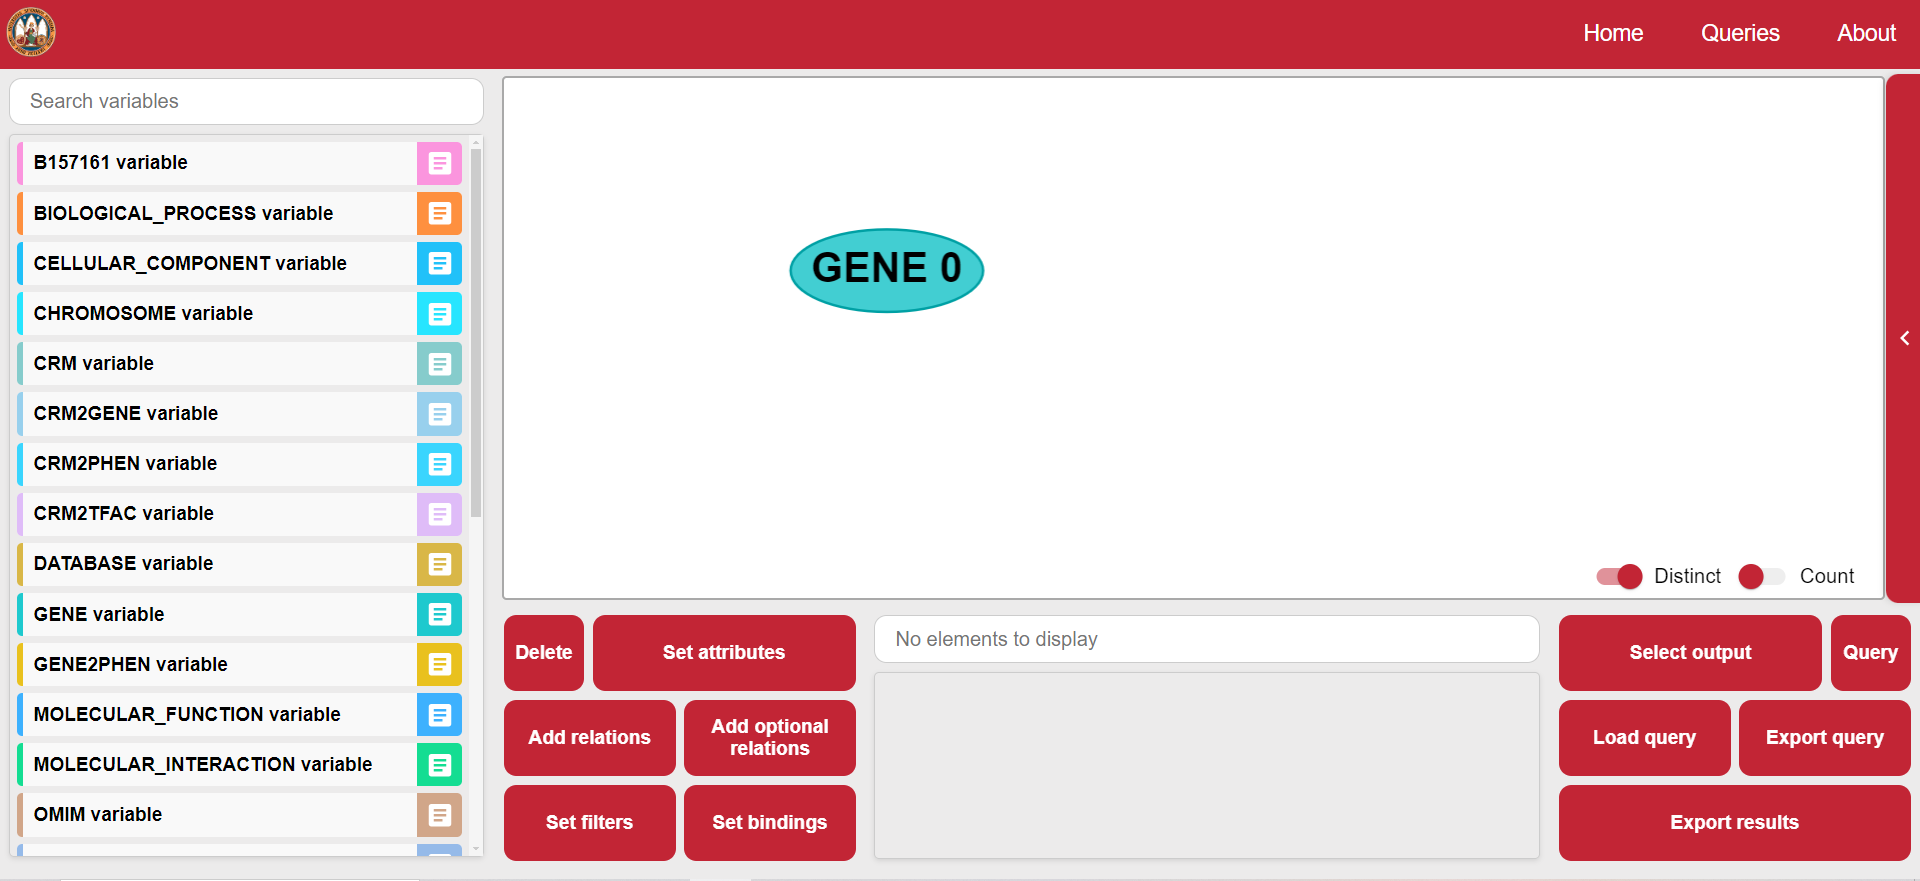 Home Queries About
Search variables
B157161 variable
BIOLOGICAL_PROCESS variable
CELLULAR_COMPONENT variable
CHROMOSOME variable
CRM variable
CRM2GENE variable
CRM2PHEN variable
CRM2TFAC variable
DATABASE variable
GENE variable
GENE2PHEN variable
MOLECULAR_FUNCTION variable
MOLECULAR_INTERACTION variable
OMIM variable
GENE 0
Distinct Count
Delete
Set attributes
Add relations
Add optional
relations
Set filters
Set bindings
No elements to display
Select output
Query
Load query
Export query
Export results